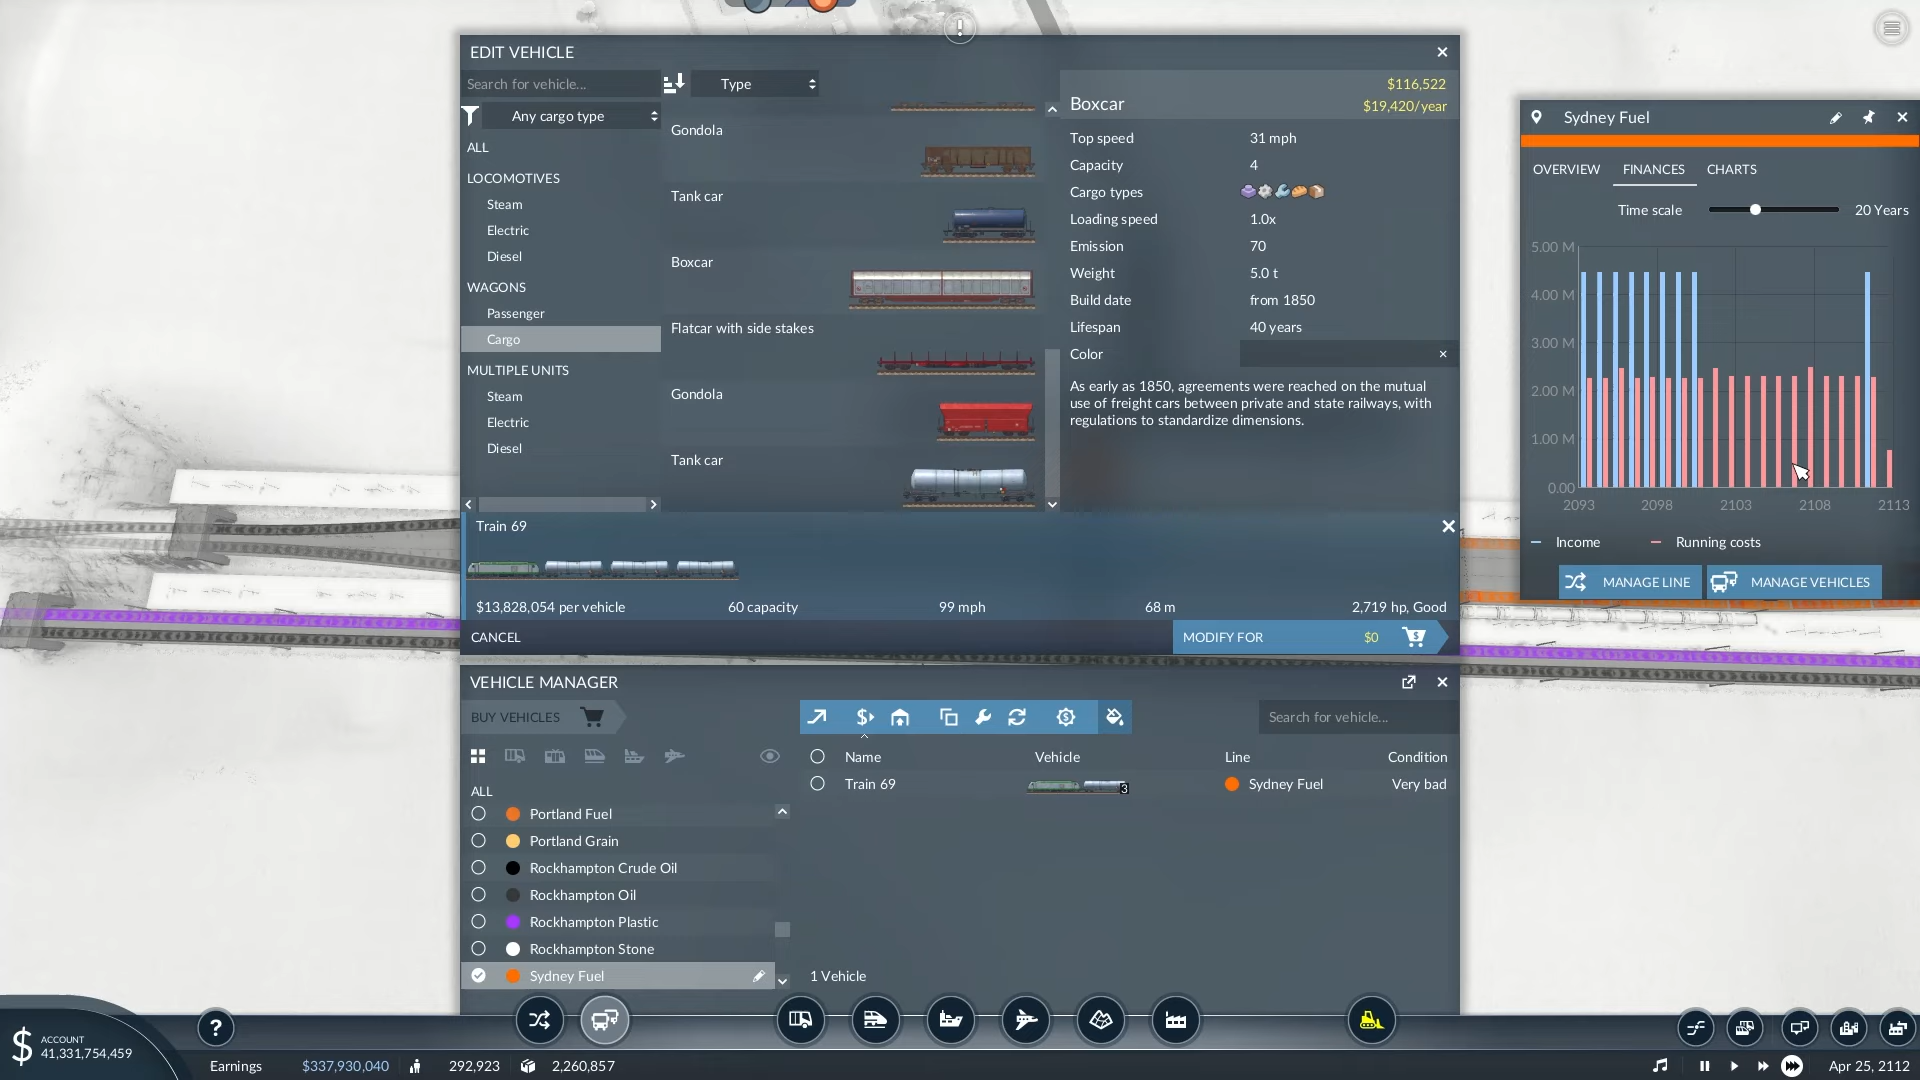 EDIT VEHICLE
Search for vehicle...
Type
Any cargo type
ALL
LOCOMOTIVES
Steam
Electric
Diesel
WAGONS
Passenger
Cargo
MULTIPLE UNITS
Steam
Electric
Diesel
Gondola
Tank car
Boxcar
Flatcar with side stakes
Gondola
Tank car
$116,522
Boxcar
$19,420/year
Top speed 31 mph
Capacity 4
Cargo types
Loading speed 1.0x
Emission 70
Weight 5.0 t
Build date from 1850
Lifespan 40 years
Color
As early as 1850, agreements were reached on the mutual
use of freight cars between private and state railways, with
regulations to standardize dimensions.
Train 69
$13,828,054 per vehicle 60 capacity 99 mph 68 m 2,719 hp, Good
CANCEL
MODIFY FOR $0
Sydney Fuel
OVERVIEW FINANCES CHARTS
Time scale 20 Years
5.00 M
4.00 M
3.00 M
2.00 M
1.00 M
0.00
2093 2098 2103 2108 2113
Income Running costs
MANAGE LINE MANAGE VEHICLES
VEHICLE MANAGER
BUY VEHICLES
Search for vehicle...
ALL
Portland Fuel
Portland Grain
Rockhampton Crude Oil
Rockhampton Oil
Rockhampton Plastic
Rockhampton Stone
Sydney Fuel
Name Vehicle Line Condition
Train 69 3 Sydney Fuel Very bad
1 Vehicle
?
$ ACCOUNT
41,331,754,459
Earnings $337,930,040 292,923 2,260,857
Apr 25, 2112